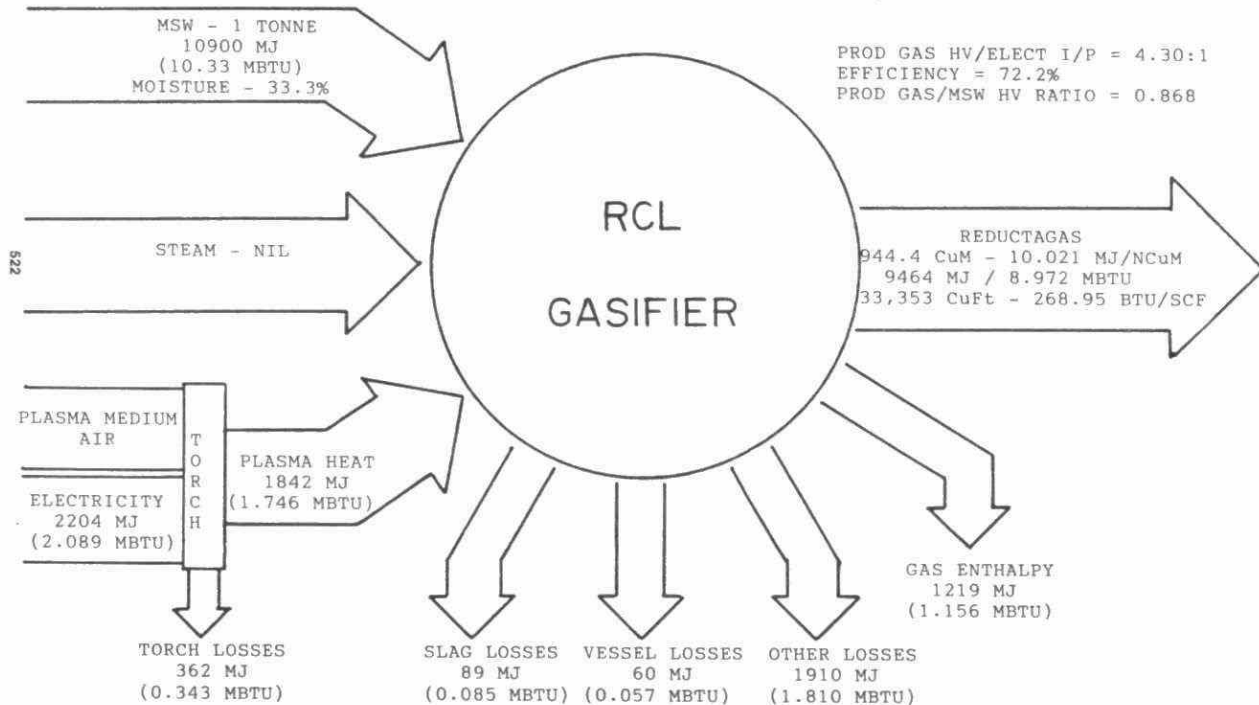 MSW - 1 TONNE
10900 MJ
(10.33 MBTU)
MOISTURE - 33.3%
PROD GAS HV/ELECT I/P = 4.30:1
EFFICIENCY = 72.2%
PROD GAS/MSW HV RATIO = 0.868
RCL
GASIFIER
STEAM - NIL
522
REDUCTAGAS
944.4 CuM - 10.021 MJ/NCuM
9464 MJ / 8.972 MBTU
33,353 CuFt - 268.95 BTU/SCF
PLASMA MEDIUM
AIR
TORCH
PLASMA HEAT
1842 MJ
(1.746 MBTU)
ELECTRICITY
2204 MJ
(2.089 MBTU)
GAS ENTHALPY
1219 MJ
(1.156 MBTU)
TORCH LOSSES
362 MJ
(0.343 MBTU)
SLAG LOSSES
89 MJ
(0.085 MBTU)
VESSEL LOSSES
60 MJ
(0.057 MBTU)
OTHER LOSSES
1910 MJ
(1.810 MBTU)